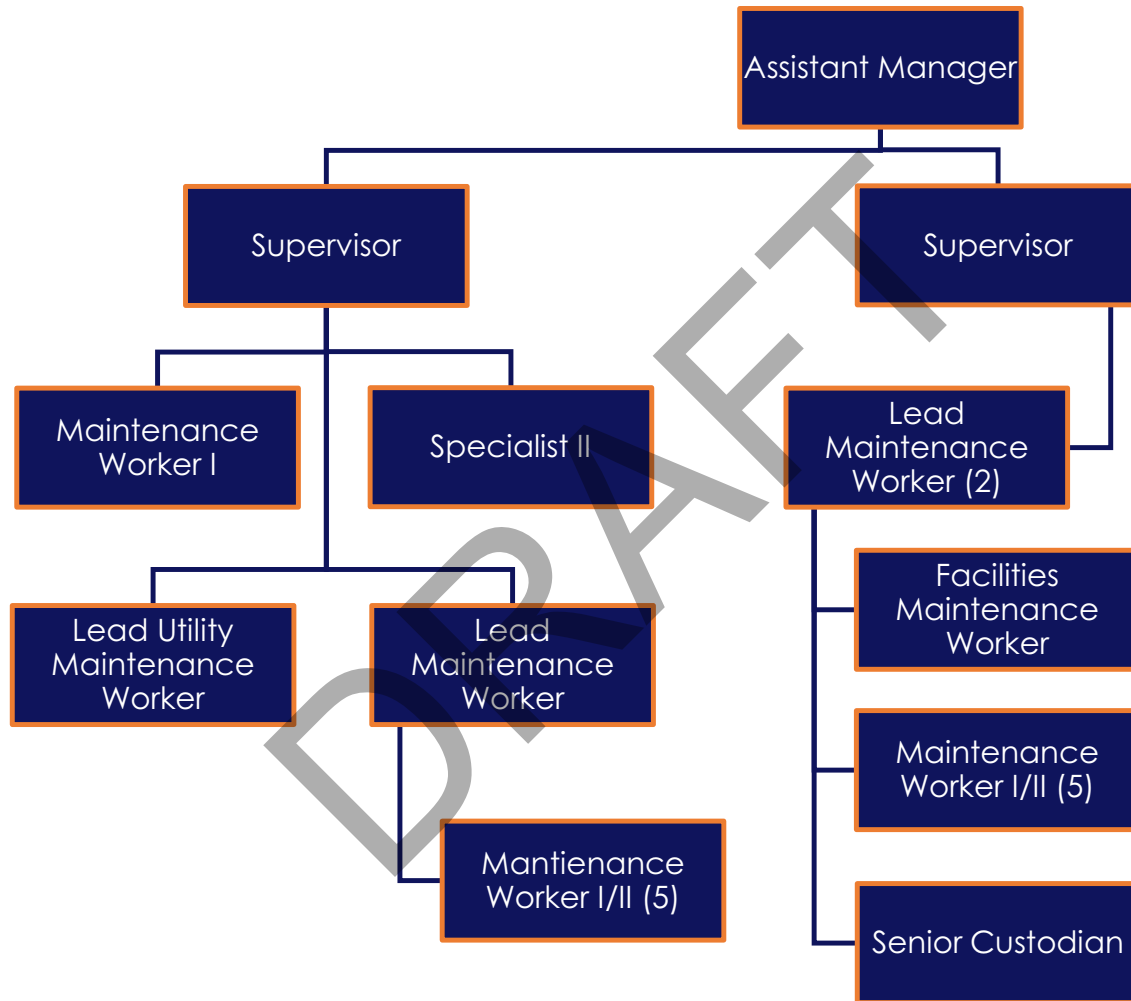 Assistant Manager
Supervisor
Supervisor
Maintenance
Worker I
Specialist II
Lead
Maintenance
Worker (2)
Lead Utility
Maintenance
Worker
Lead
Maintenance
Worker
Facilities
Maintenance
Worker
Maintenance
Worker I/II (5)
Mantienance
Worker I/II (5)
Senior Custodian
DRAFT